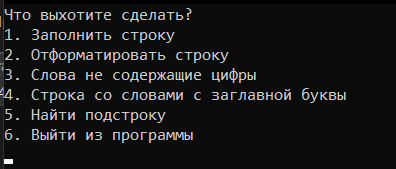 Что выхотите сделать?
1. Заполнить строку
2. Отформатировать строку
3. Слова не содержащие цифры
4. Строка со словами с заглавной буквы
5. Найти подстроку
6. Выйти из программы